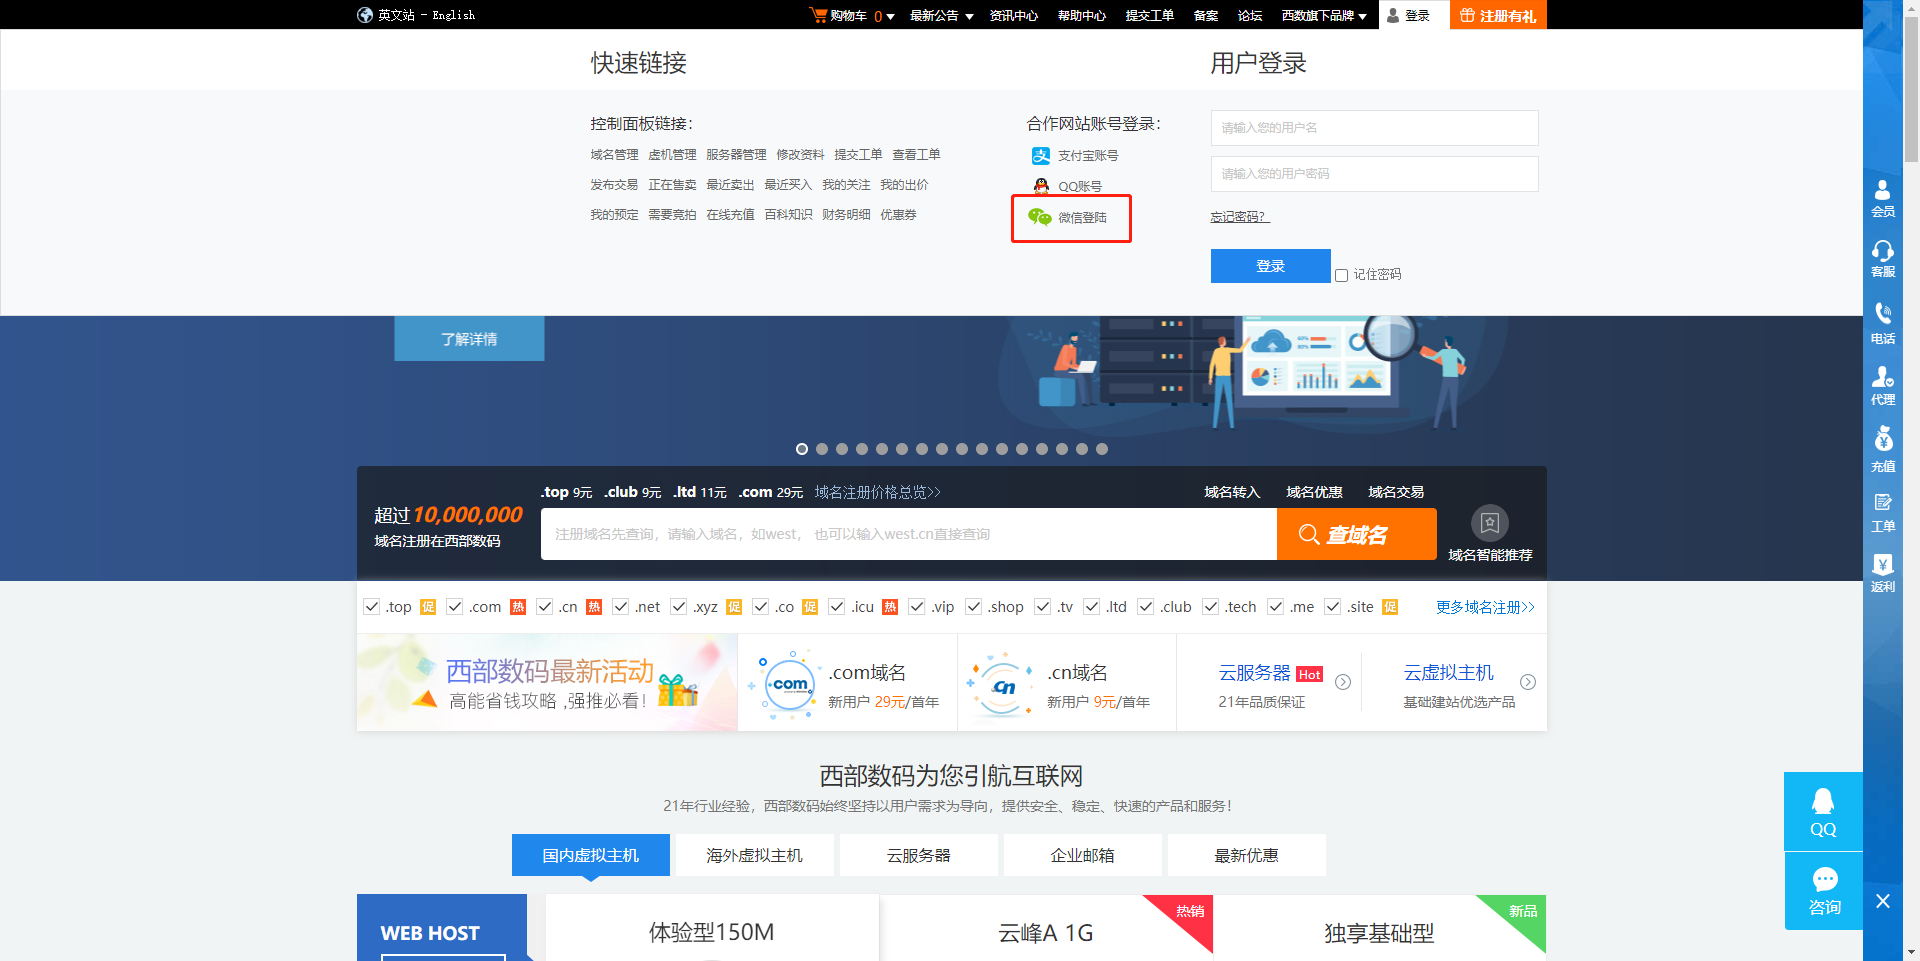 英文站 - English
购物车 0
最新公告
资讯中心
帮助中心
提交工单
备案
论坛
西数旗下品牌
登录
注册有礼
快速链接
用户登录
控制面板链接：
域名管理 虚机管理 服务器管理 修改资料 提交工单 查看工单
发布交易 正在售卖 最近卖出 最近买入 我的关注 我的出价
我的预定 需要竞拍 在线充值 百科知识 财务明细 优惠券
合作网站账号登录：
支付宝账号
QQ账号
微信登陆
请输入您的用户名
请输入您的用户密码
忘记密码？
登录
记住密码
会员
客服
电话
代理
充值
工单
返利
了解详情
超过10,000,000
域名注册在西部数码
.top 9元 .club 9元 .ltd 11元 .com 29元 域名注册价格总览>>
域名转入 域名优惠 域名交易
注册域名先查询，请输入域名，如west， 也可以输入west.cn直接查询
查域名
域名智能推荐
.top 促 .com 热 .cn 热 .net .xyz 促 .co 促 .icu 热 .vip .shop .tv .ltd .club .tech .me .site 促
更多域名注册>>
西部数码最新活动
高能省钱攻略 ,强推必看！
.com
.com域名
新用户 29元/首年
.cn
.cn域名
新用户 9元/首年
云服务器 Hot
21年品质保证
云虚拟主机
基础建站优选产品
西部数码为您引航互联网
21年行业经验，西部数码始终坚持以用户需求为导向，提供安全、稳定、快速的产品和服务！
国内虚拟主机
海外虚拟主机
云服务器
企业邮箱
最新优惠
WEB HOST
体验型150M
云峰A 1G
热销
独享基础型
新品
QQ
咨询